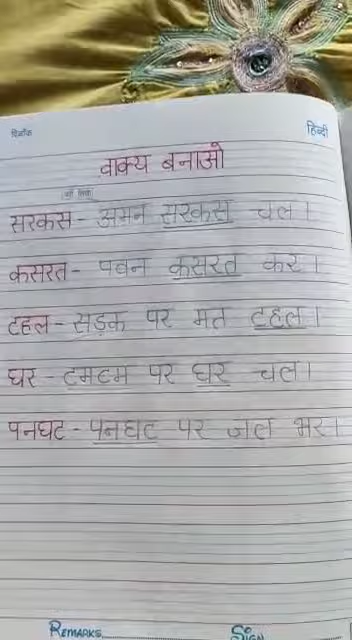 दिनाँक
हिन्दी
वाक्य बनाओ
सरकस - अमन सरकस चल।
कसरत - पवन कसरत कर।
टहल - सड़क पर मत टहल।
घर - टमटम पर घर चल।
पनघट - पनघट पर जल भर।
REMARKS
SIGN